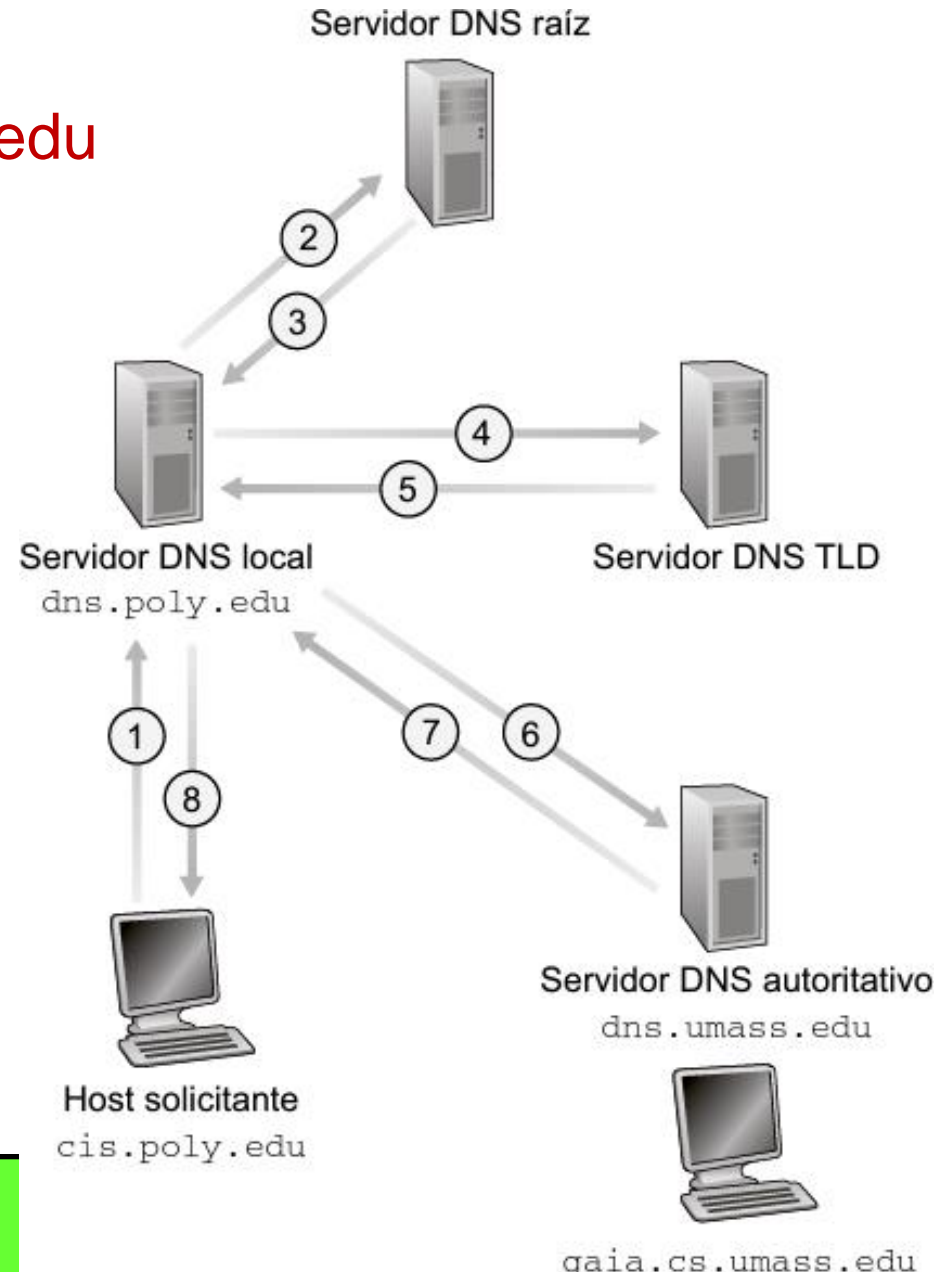 Servidor DNS raíz
edu
2
3
4
5
Servidor DNS local
dns.poly.edu
Servidor DNS TLD
1
8
7
6
Servidor DNS autoritativo
dns.umass.edu
Host solicitante
cis.poly.edu
gaia.cs.umass.edu